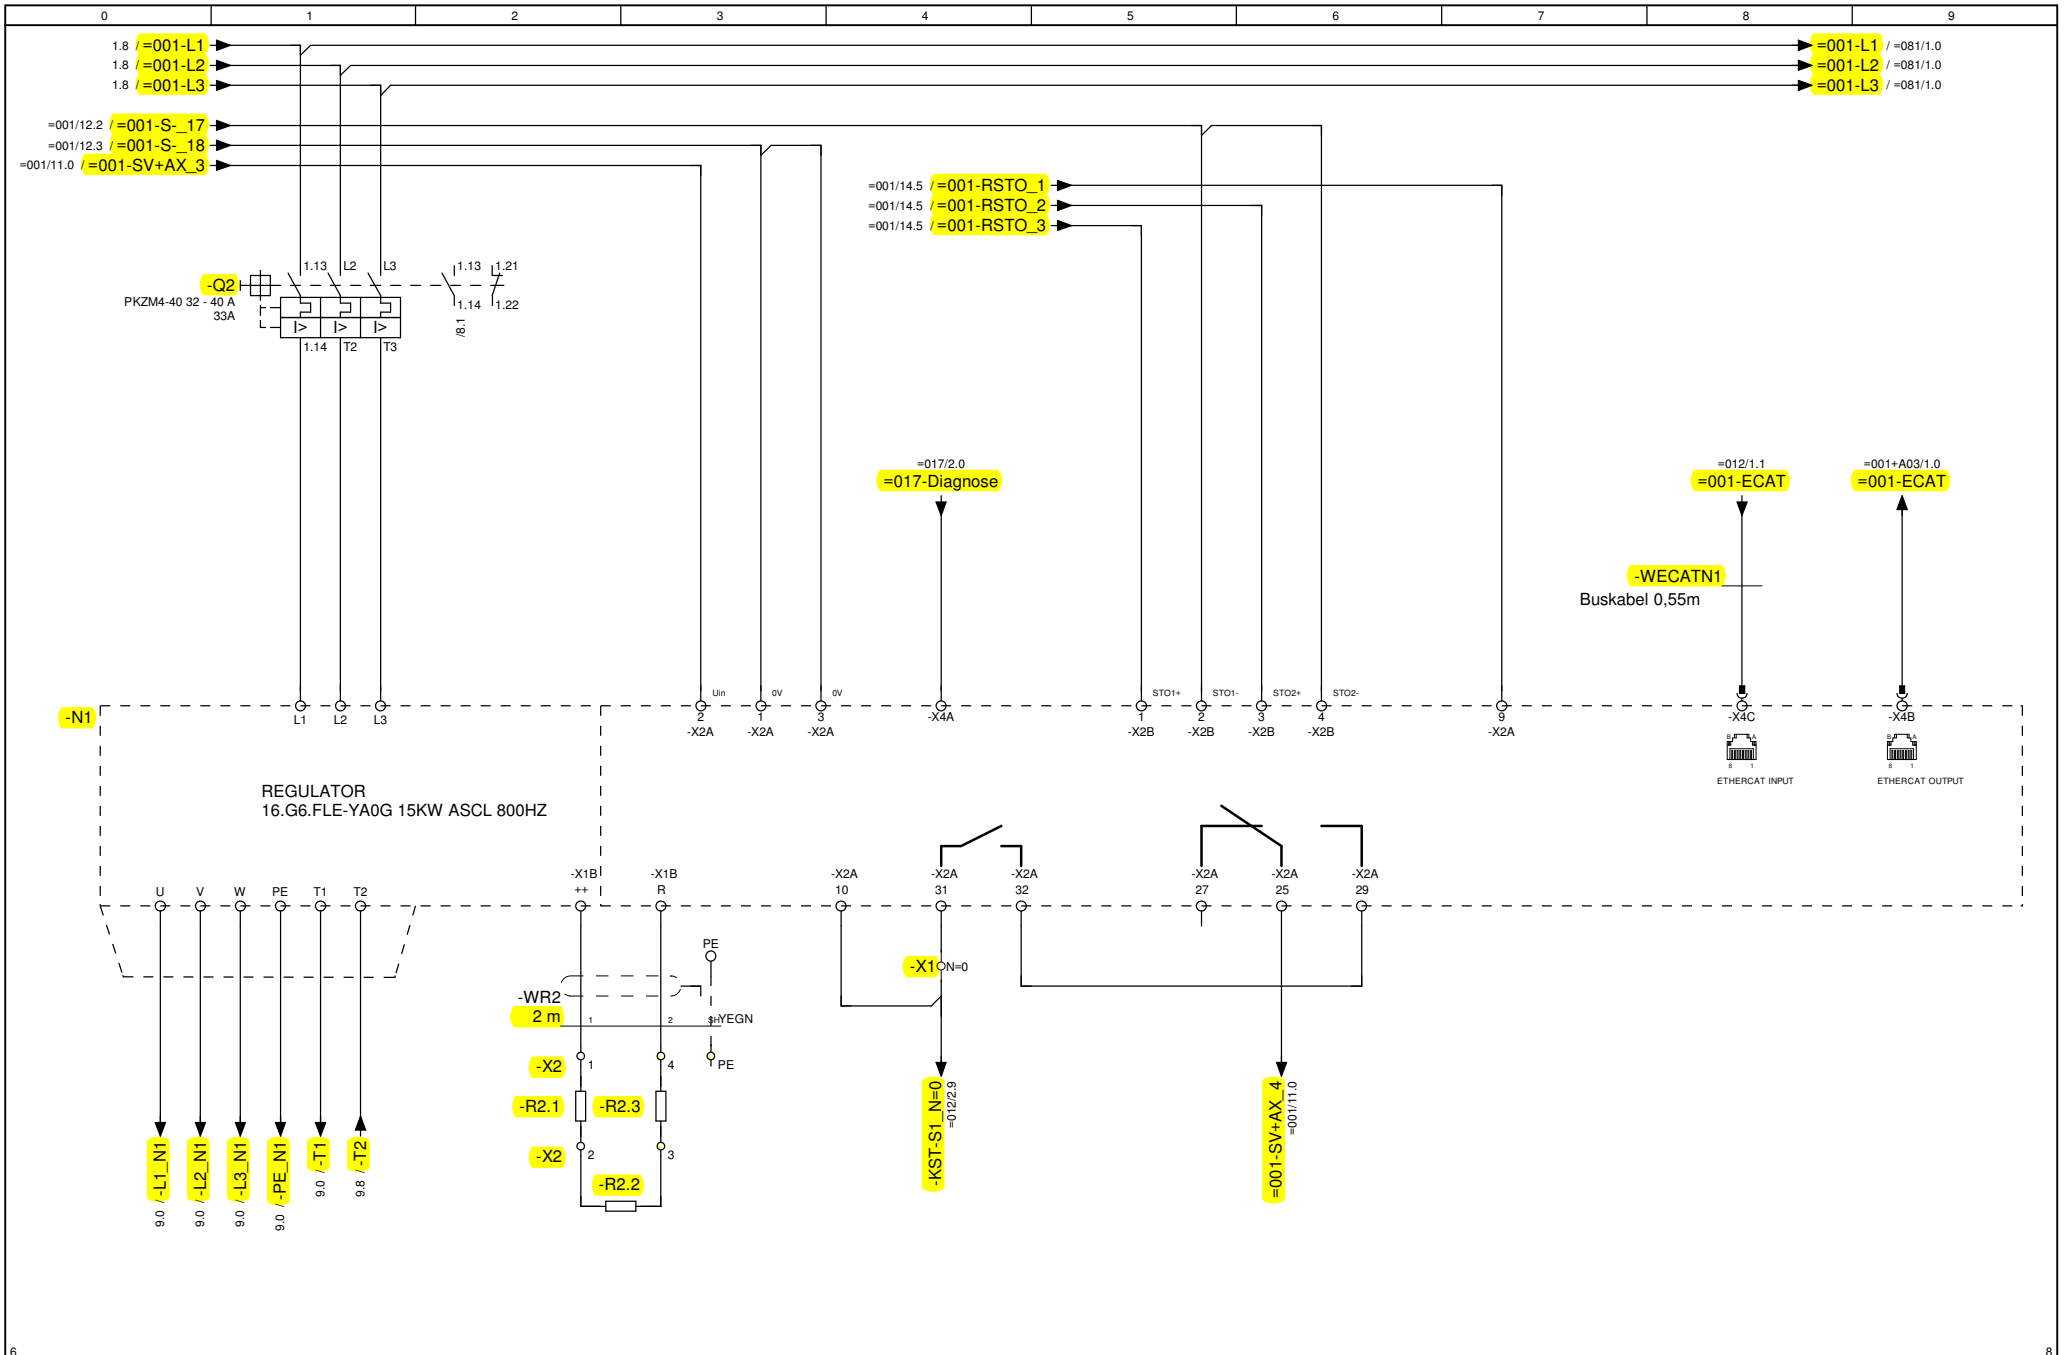 0 1 2 3 4 5 6 7 8 9
1.8 / =001-L1 =001-L1 / =081/1.0
1.8 / =001-L2 =001-L2 / =081/1.0
1.8 / =001-L3 =001-L3 / =081/1.0
=001/12.2 / =001-S-_17
=001/12.3 / =001-S-_18
=001/11.0 / =001-SV+AX_3
=001/14.5 / =001-RSTO_1
=001/14.5 / =001-RSTO_2
=001/14.5 / =001-RSTO_3
1.13 L2 L3 1.13 1.21
-Q2
PKZM4-40 32 - 40 A
33A
1.14 1.22
I> I> I>
/8.1
1.14 T2 T3
=017/2.0 =012/1.1 =001+A03/1.0
=017-Diagnose =001-ECAT =001-ECAT
-WECATN1
Buskabel 0,55m
Uin 0V 0V STO1+ STO1- STO2+ STO2-
-N1
L1 L2 L3 2 1 3 -X4A 1 2 3 4 9 -X4C -X4B
-X2A -X2A -X2A -X2B -X2B -X2B -X2B -X2A
B A B A
8 1 8 1
ETHERCAT INPUT ETHERCAT OUTPUT
REGULATOR
16.G6.FLE-YA0G 15KW ASCL 800HZ
-X1B -X1B -X2A -X2A -X2A -X2A -X2A -X2A
U V W PE T1 T2 ++ R 10 31 32 27 25 29
PE
-X1 N=0
-WR2
2 m 1 2 SH YEGN
-X2 1 4 PE
-R2.1 -R2.3
-X2 2 3
-R2.2
9.0 / -L1_N1
9.0 / -L2_N1
9.0 / -L3_N1
9.0 / -PE_N1
9.0 / -T1
9.8 / -T2
-KST-S1_N=0
=012/2.9
=001-SV+AX_4
=001/11.0
6 8